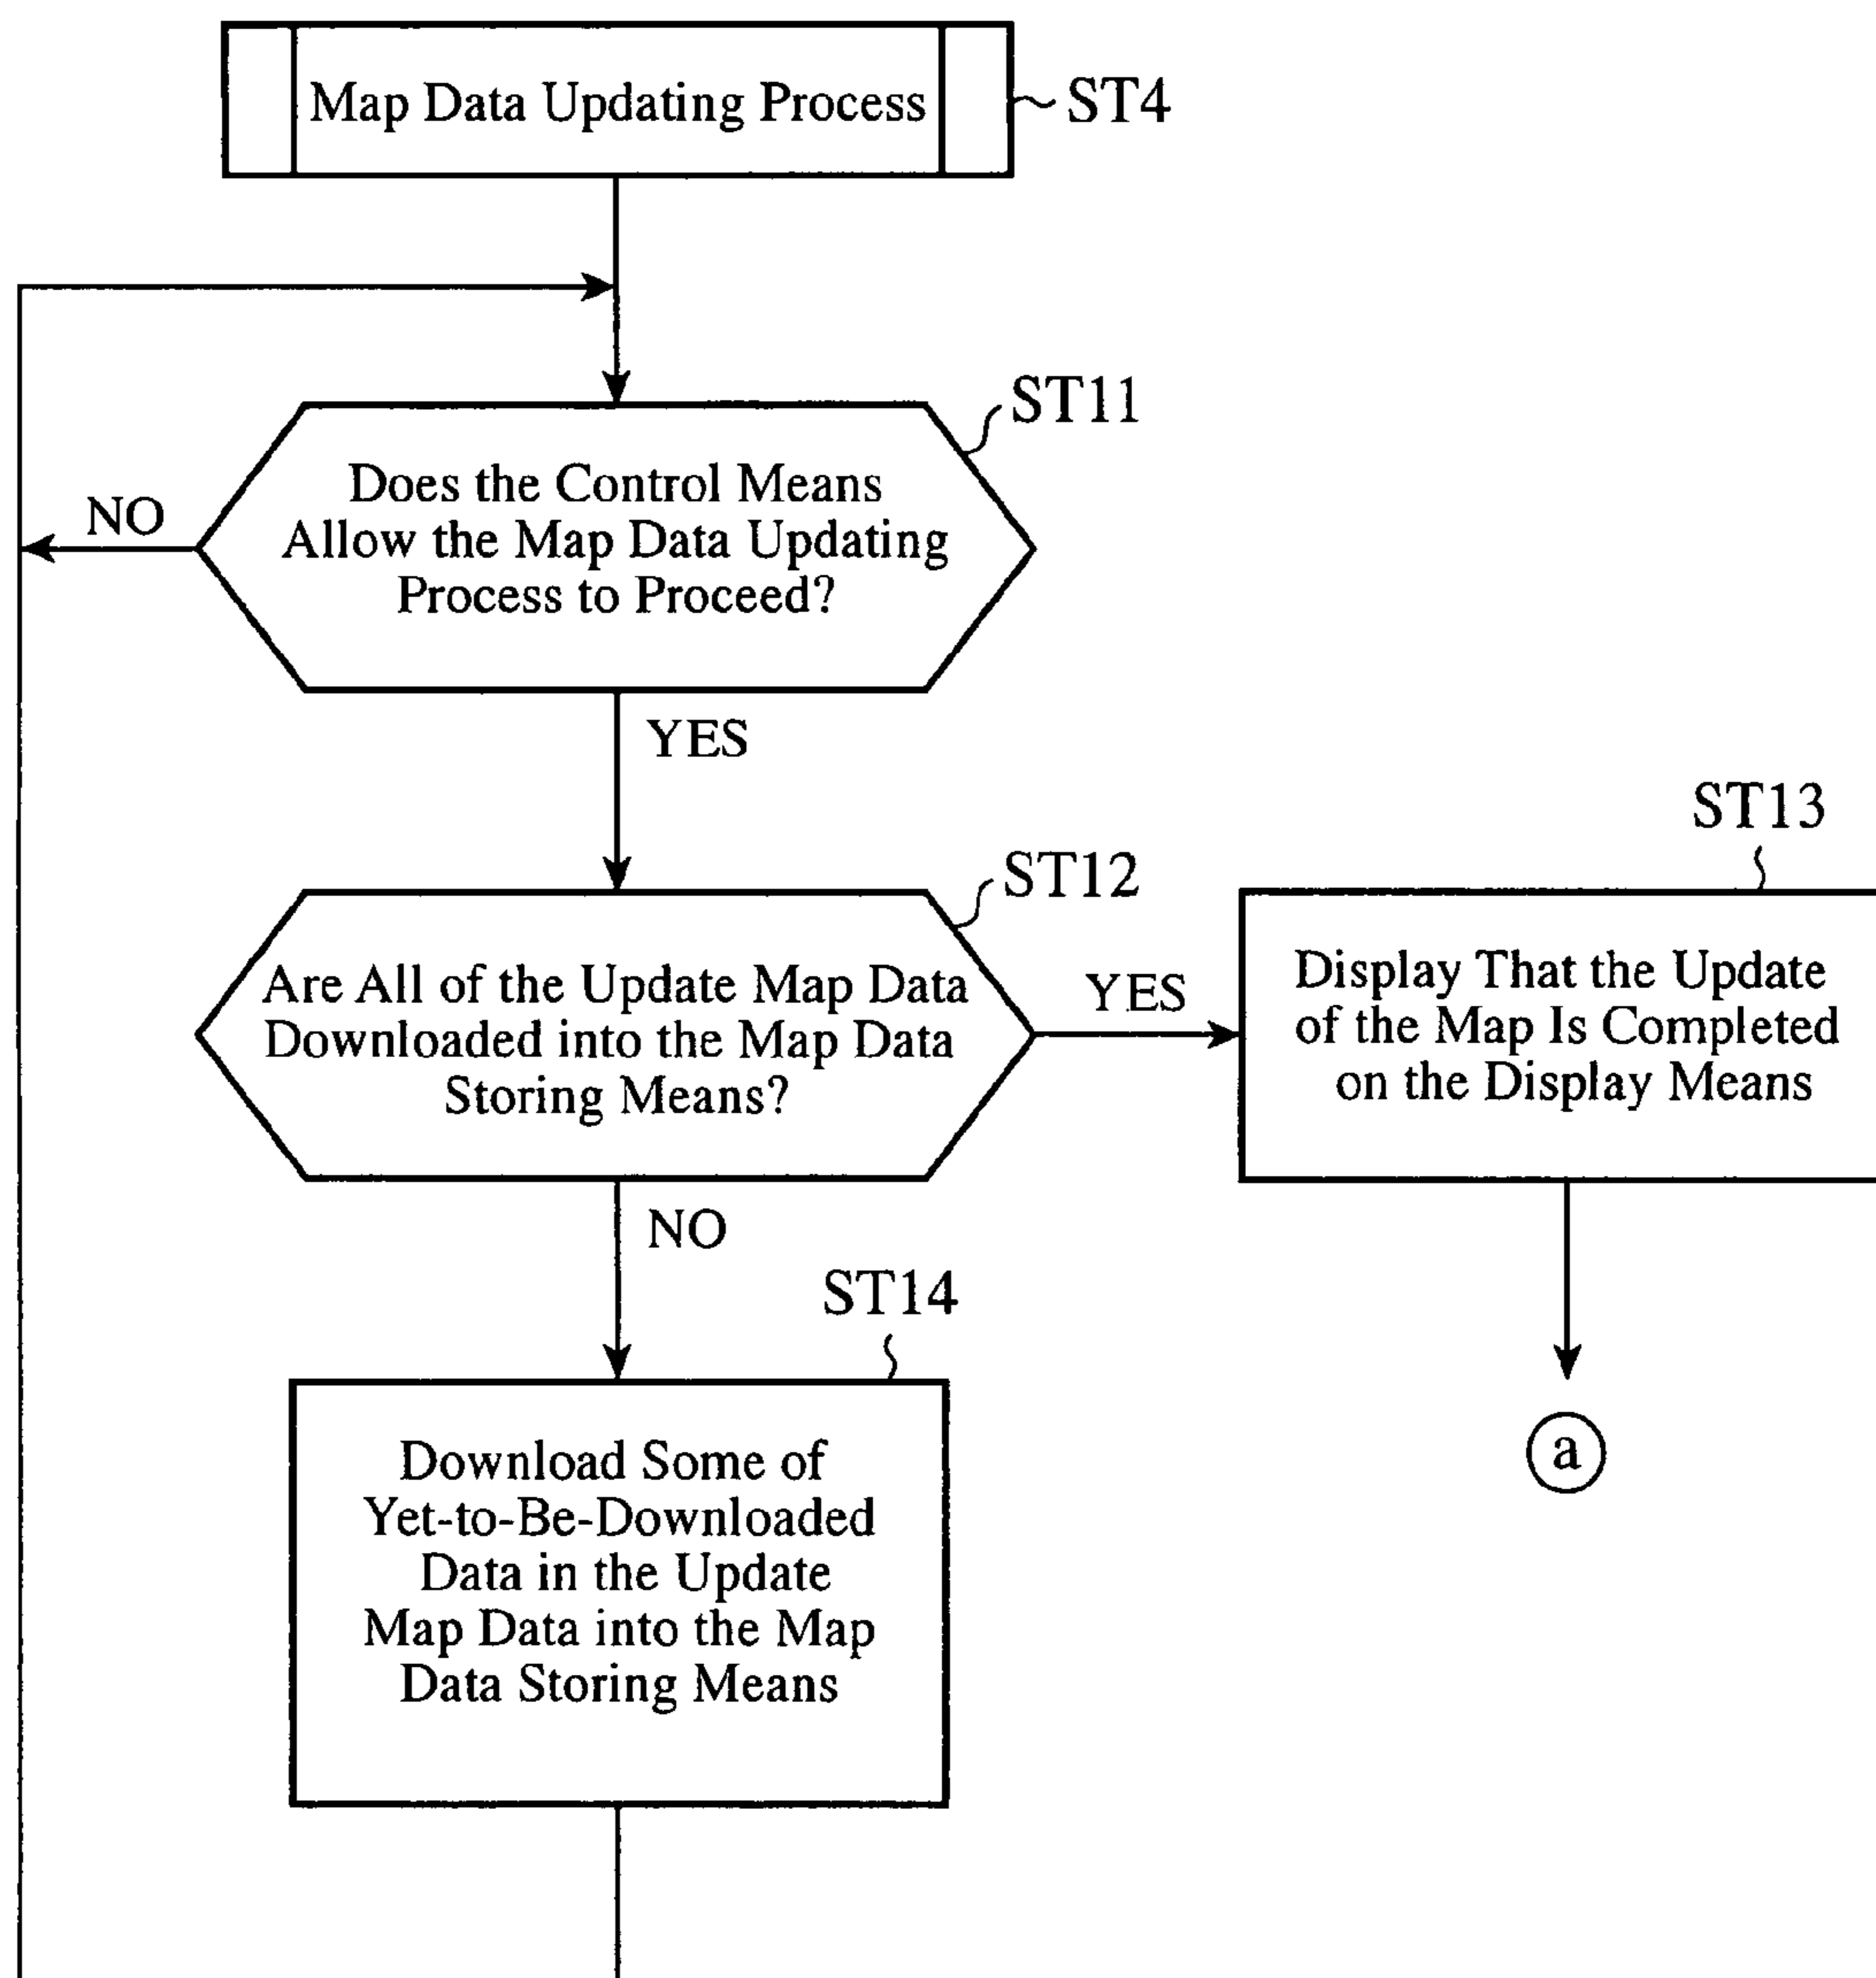 Map Data Updating Process
ST4
ST11
Does the Control Means
Allow the Map Data Updating
Process to Proceed?
NO
YES
ST12
Are All of the Update Map Data
Downloaded into the Map Data
Storing Means?
YES
ST13
Display That the Update
of the Map Is Completed
on the Display Means
NO
ST14
Download Some of
Yet-to-Be-Downloaded
Data in the Update
Map Data into the Map
Data Storing Means
a